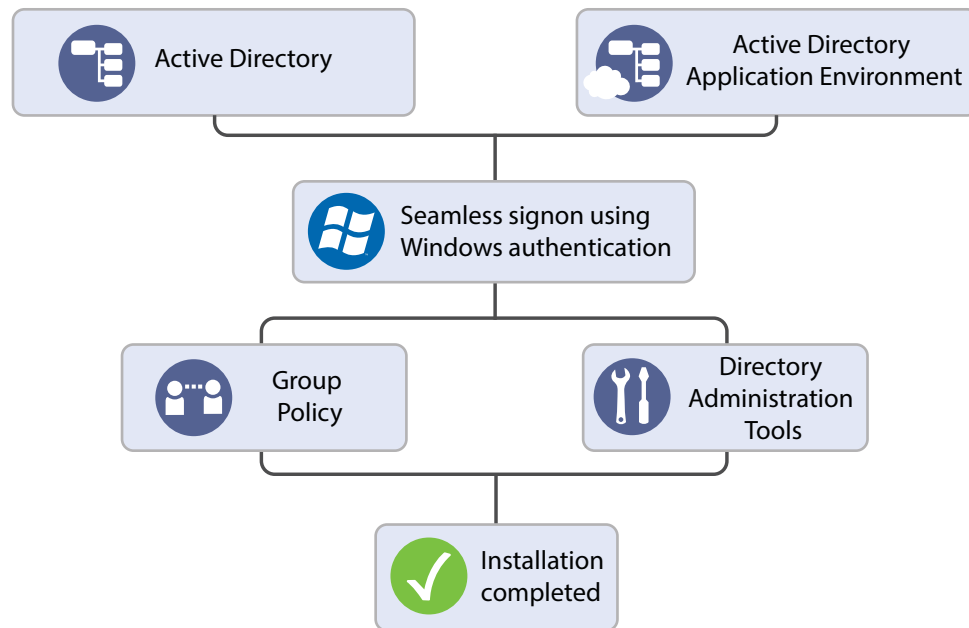 Active Directory
Active Directory
Application Environment
Seamless signon using
Windows authentication
Group
Policy
Directory
Administration
Tools
Installation
completed